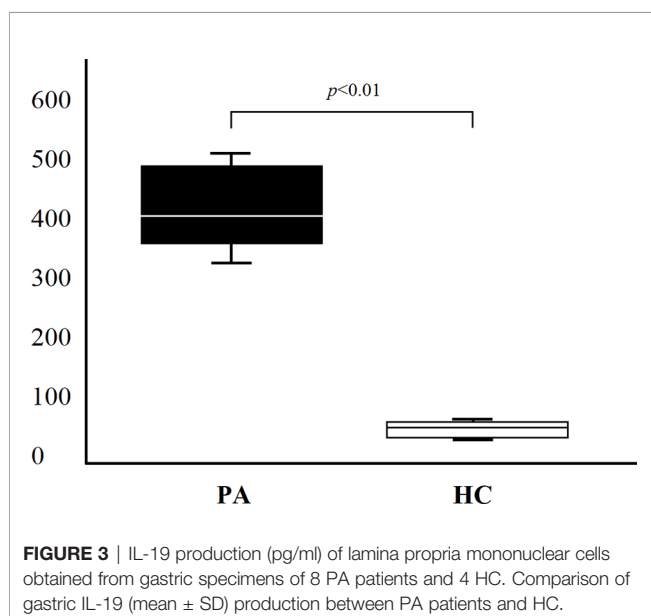 600
p<0.01
500
400
300
200
100
0
PA HC
FIGURE 3 | IL-19 production (pg/ml) of lamina propria mononuclear cells
obtained from gastric specimens of 8 PA patients and 4 HC. Comparison of
gastric IL-19 (mean ± SD) production between PA patients and HC.